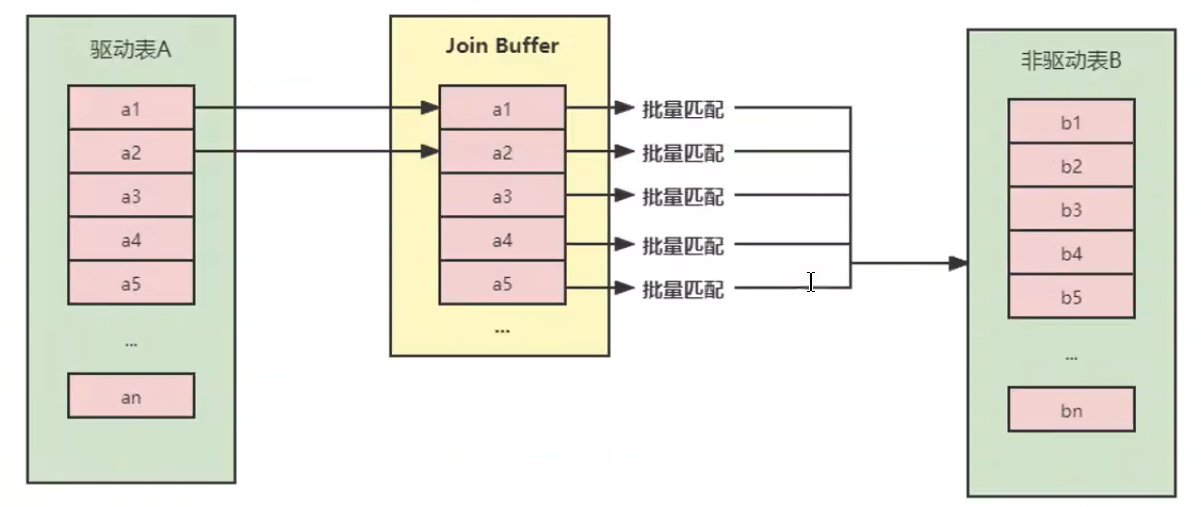 驱动表A
a1
a2
a3
a4
a5
...
an
Join Buffer
a1
a2
a3
a4
a5
...
批量匹配
批量匹配
批量匹配
批量匹配
批量匹配
非驱动表B
b1
b2
b3
b4
b5
...
bn